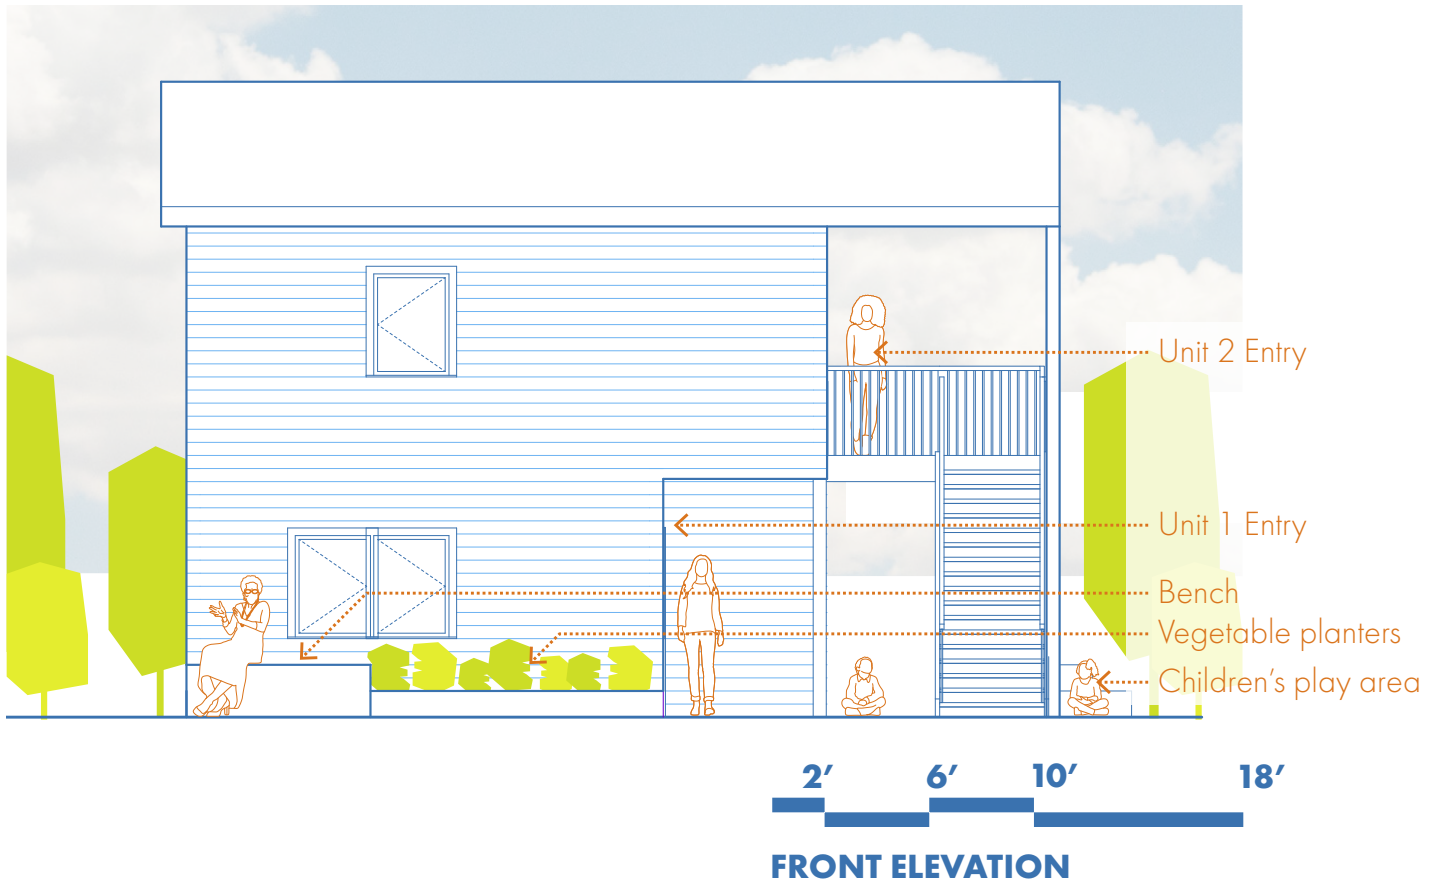 Unit 2 Entry
Unit 1 Entry
Bench
Vegetable planters
Children’s play area
2’ 6’ 10’ 18’
FRONT ELEVATION